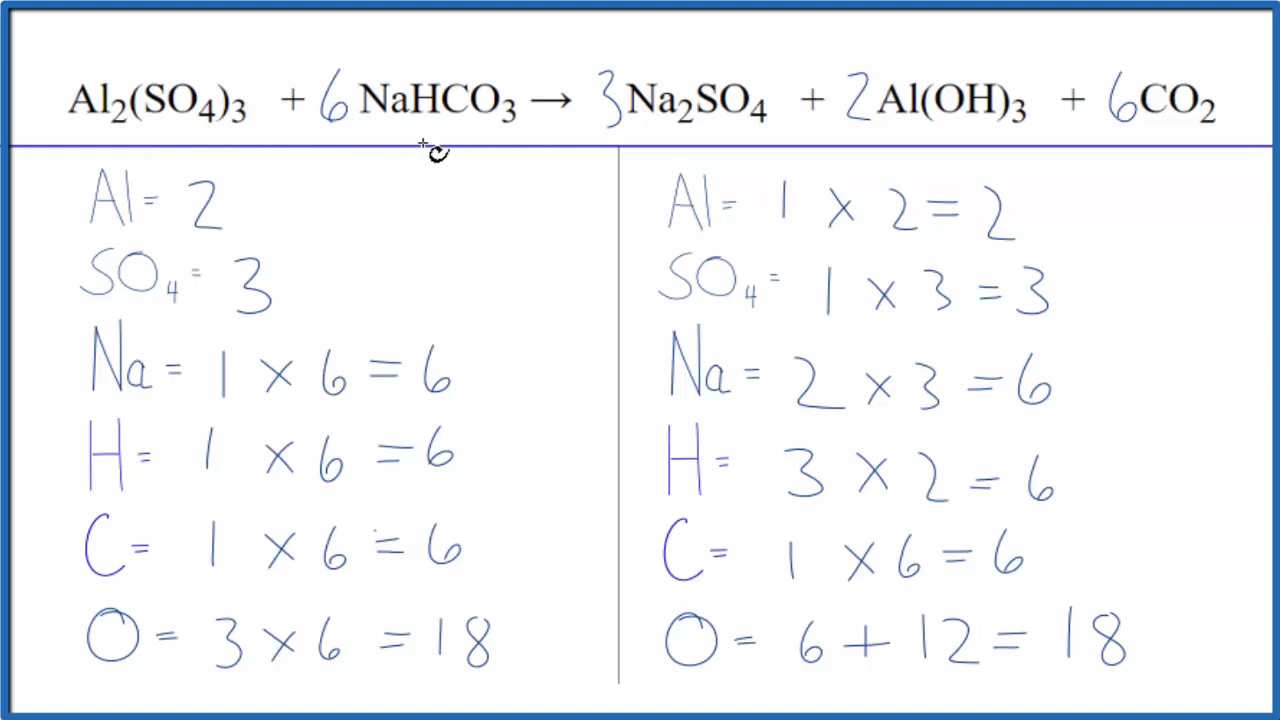 Al₂(SO₄)₃ + 6 NaHCO₃ → 3 Na₂SO₄ + 2 Al(OH)₃ + 6 CO₂
Al = 2
SO₄ = 3
Na = 1 x 6 = 6
H = 1 x 6 = 6
C = 1 x 6 = 6
O = 3 x 6 = 18
Al = 1 x 2 = 2
SO₄ = 1 x 3 = 3
Na = 2 x 3 = 6
H = 3 x 2 = 6
C = 1 x 6 = 6
O = 6 + 12 = 18